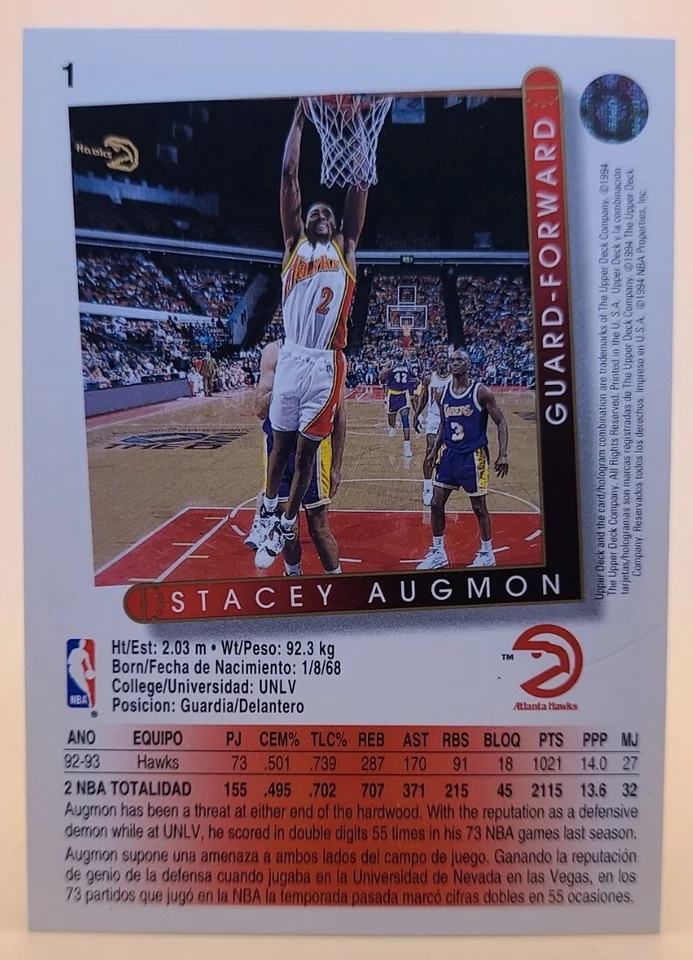 1
Hawks
Hawks
2
42
LAKERS
3
GUARD-FORWARD
STACEY AUGMON
Upper Deck and the card/hologram combination are trademarks of The Upper Deck Company. ©1994
The Upper Deck Company. All Rights Reserved. Printed in the U. S. A. Upper Deck y la combinación
tarjetas/hologramas son marcas registradas de The Upper Deck Company. ©1994 The Upper Deck
Company. Reservados todos los derechos. Impreso en U.S.A. ©1994 NBA Properties, Inc.
NBA
®
Ht/Est: 2.03 m • Wt/Peso: 92.3 kg
Born/Fecha de Nacimiento: 1/8/68
College/Universidad: UNLV
Posicion: Guardia/Delantero
™
Atlanta Hawks
ANO EQUIPO PJ CEM% TLC% REB AST RBS BLOQ PTS PPP MJ
92-93 Hawks 73 .501 .739 287 170 91 18 1021 14.0 27
2 NBA TOTALIDAD 155 .495 .702 707 371 215 45 2115 13.6 32
Augmon has been a threat at either end of the hardwood. With the reputation as a defensive
demon while at UNLV, he scored in double digits 55 times in his 73 NBA games last season.
Augmon supone una amenaza a ambos lados del campo de juego. Ganando la reputación
de genio de la defensa cuando jugaba en la Universidad de Nevada en las Vegas, en los
73 partidos que jugó en la NBA la temporada pasada marcó cifras dobles en 55 ocasiones.